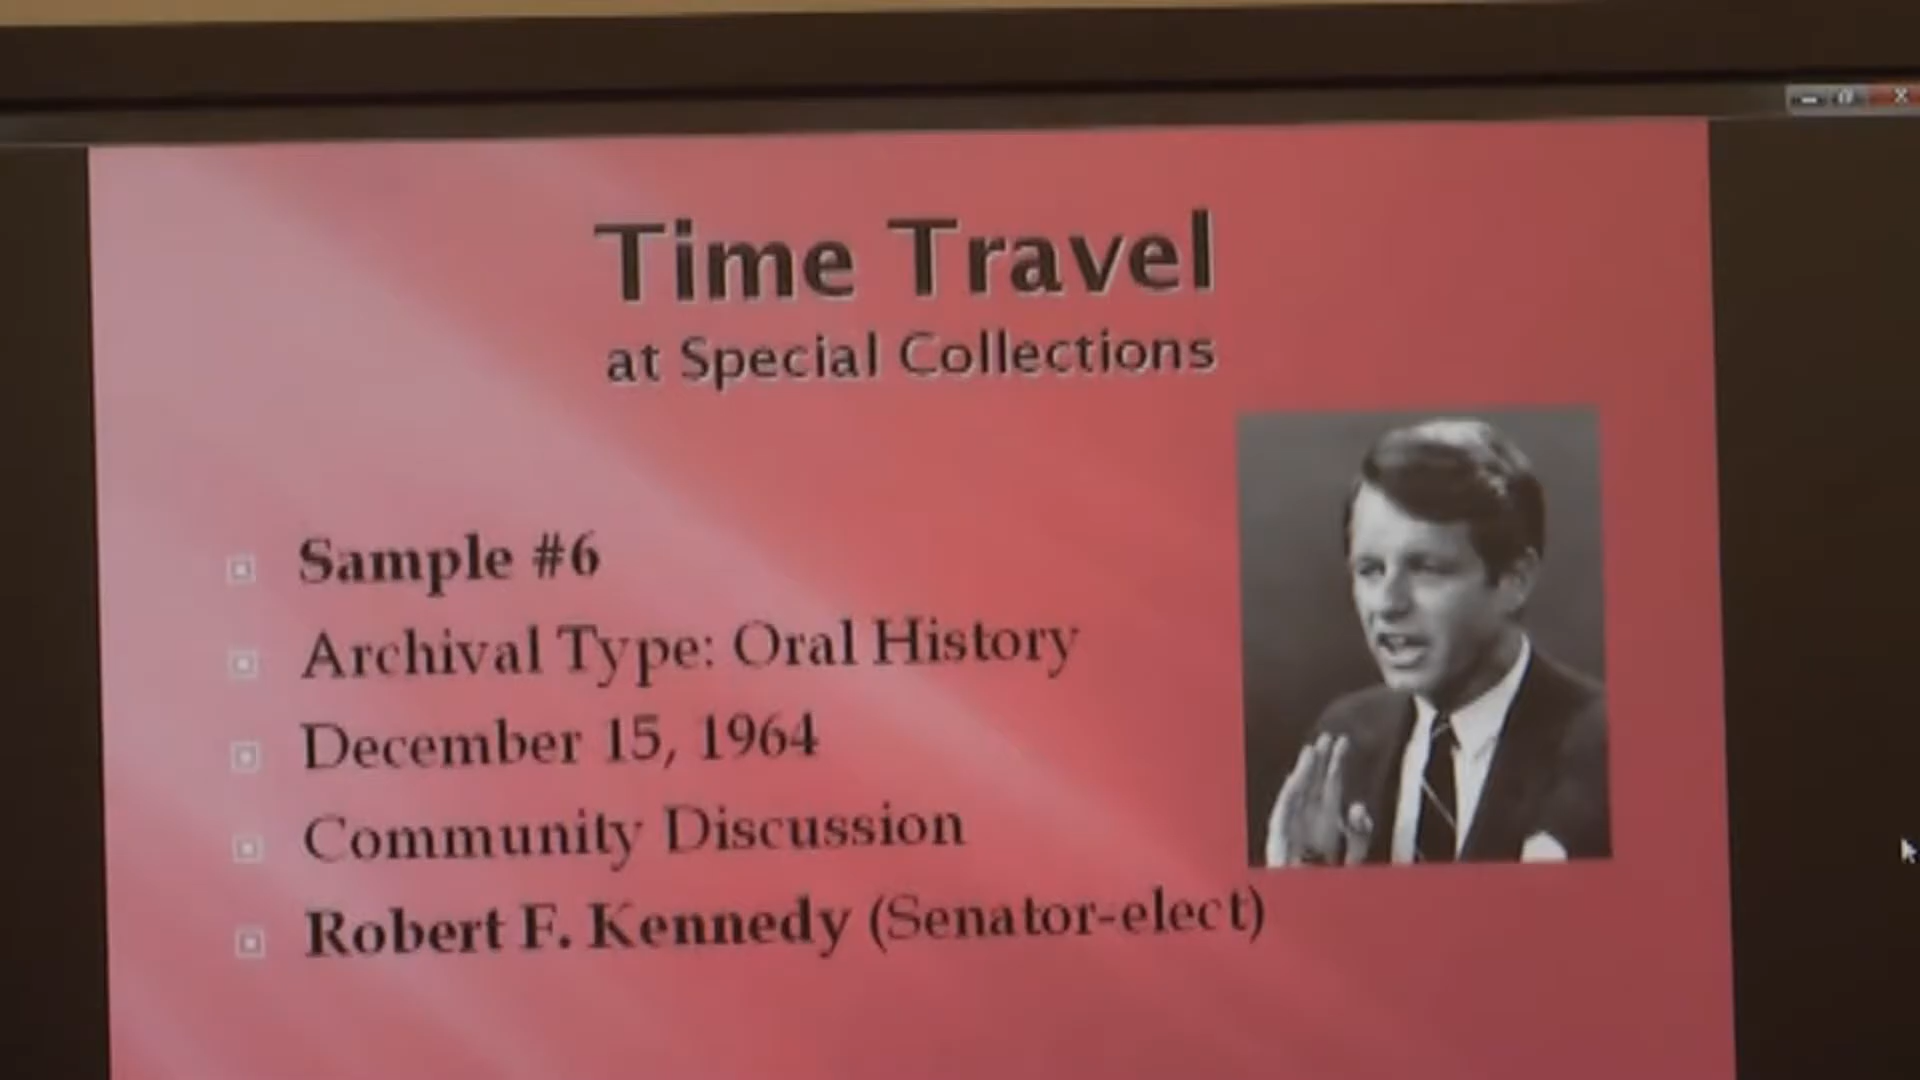 Time Travel
at Special Collections
Sample #6
Archival Type: Oral History
December 15, 1964
Community Discussion
Robert F. Kennedy (Senator-elect)